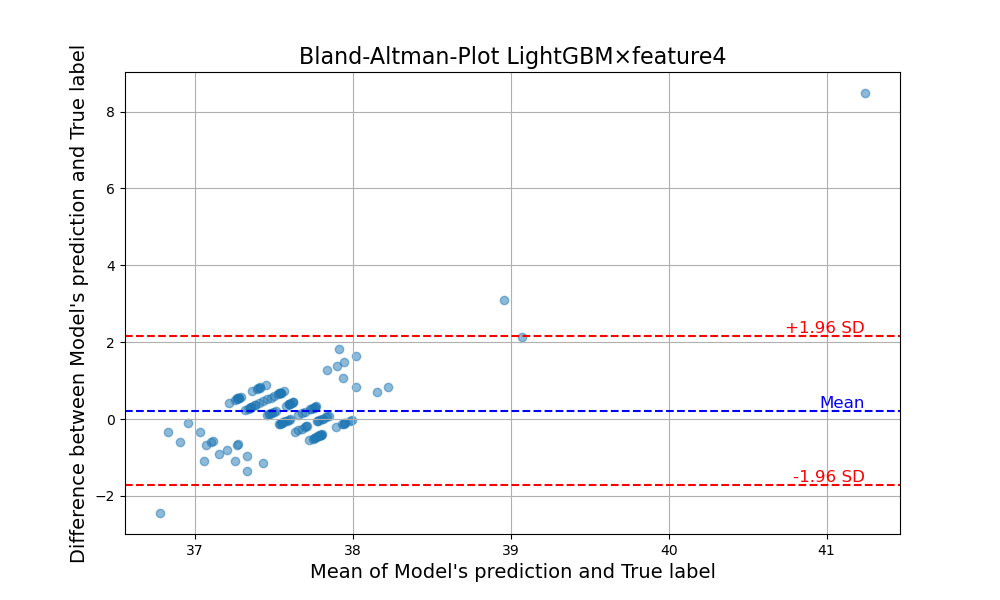 Bland-Altman-Plot LightGBM×feature4
Difference between Model's prediction and True label
8
6
4
2
0
−2
+1.96 SD
Mean
-1.96 SD
37
38
39
40
41
Mean of Model's prediction and True label